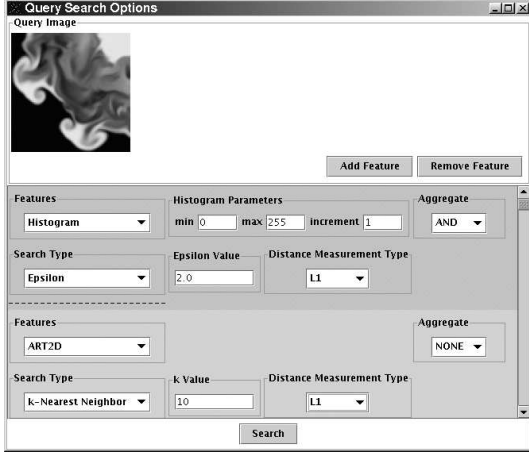 Query Search Options
Query Image
Add Feature Remove Feature
Features Histogram Parameters Aggregate
Histogram min 0 max 255 increment 1 AND
Search Type Epsilon Value Distance Measurement Type
Epsilon 2.0 L1
Features Aggregate
ART2D NONE
Search Type k Value Distance Measurement Type
k-Nearest Neighbor 10 L1
Search